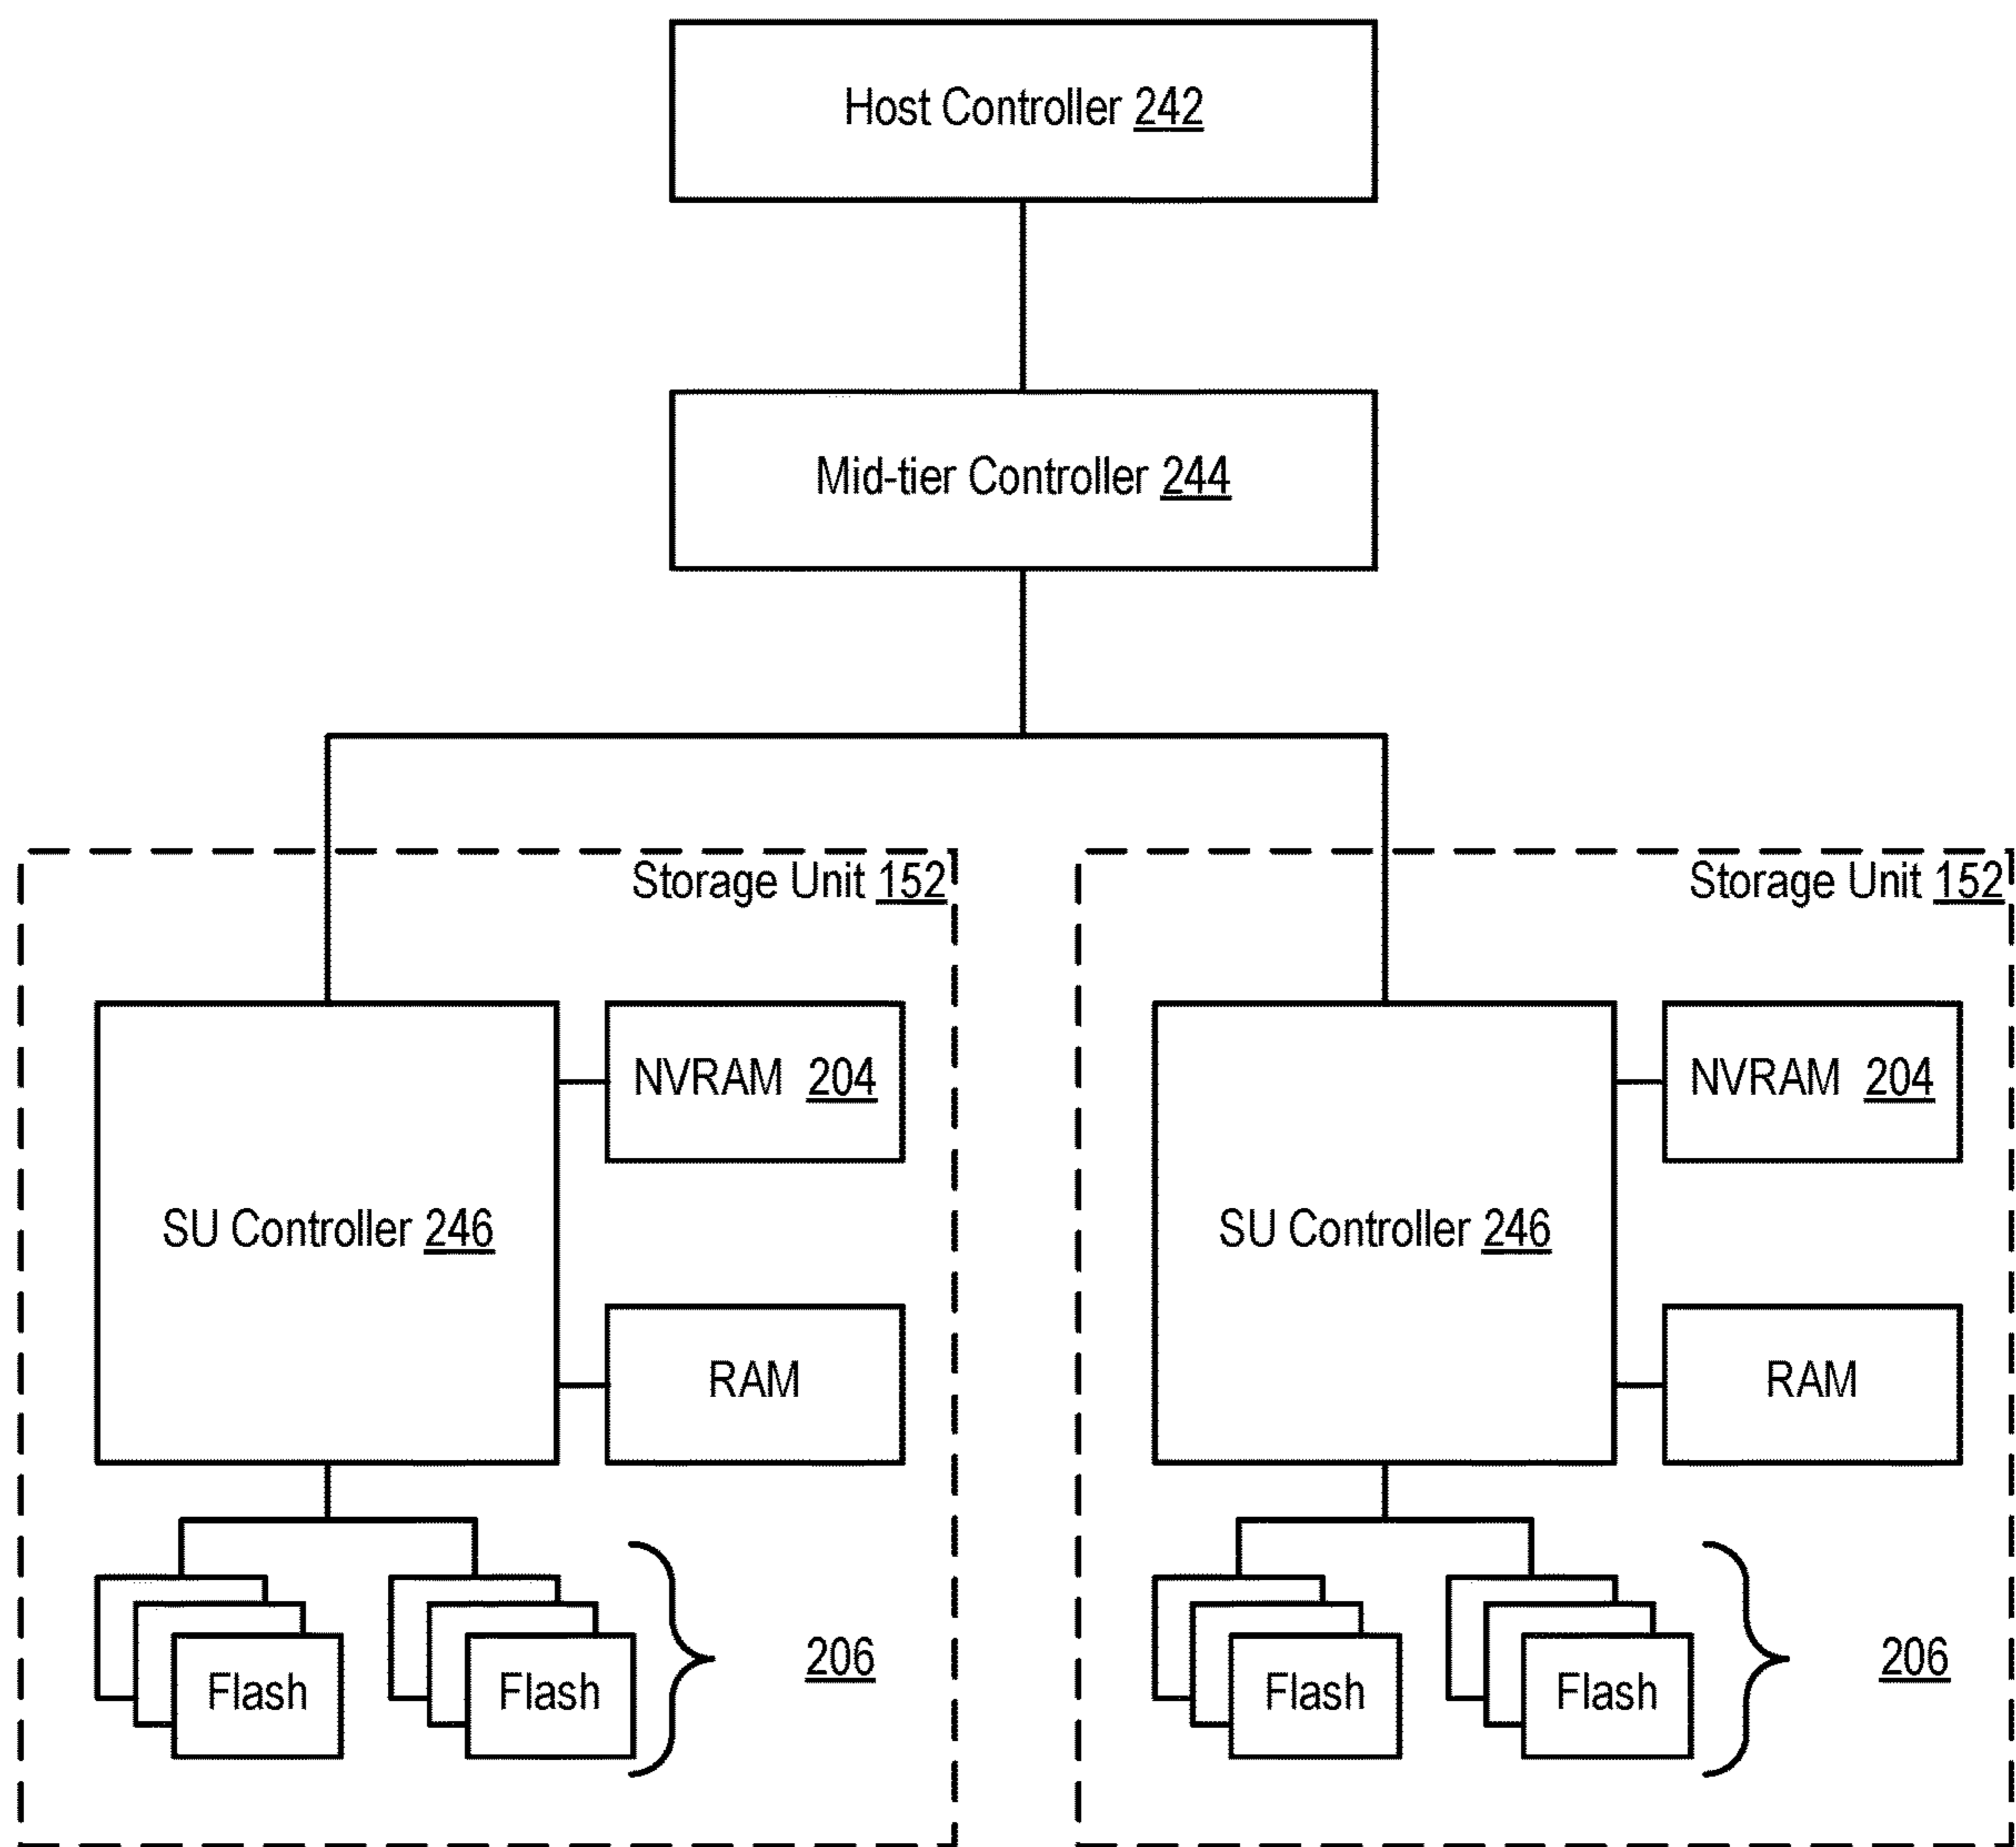 Host Controller 242
Mid-tier Controller 244
Storage Unit 152
NVRAM 204
SU Controller 246
RAM
Flash
Flash
206
Storage Unit 152
NVRAM 204
SU Controller 246
RAM
Flash
Flash
206